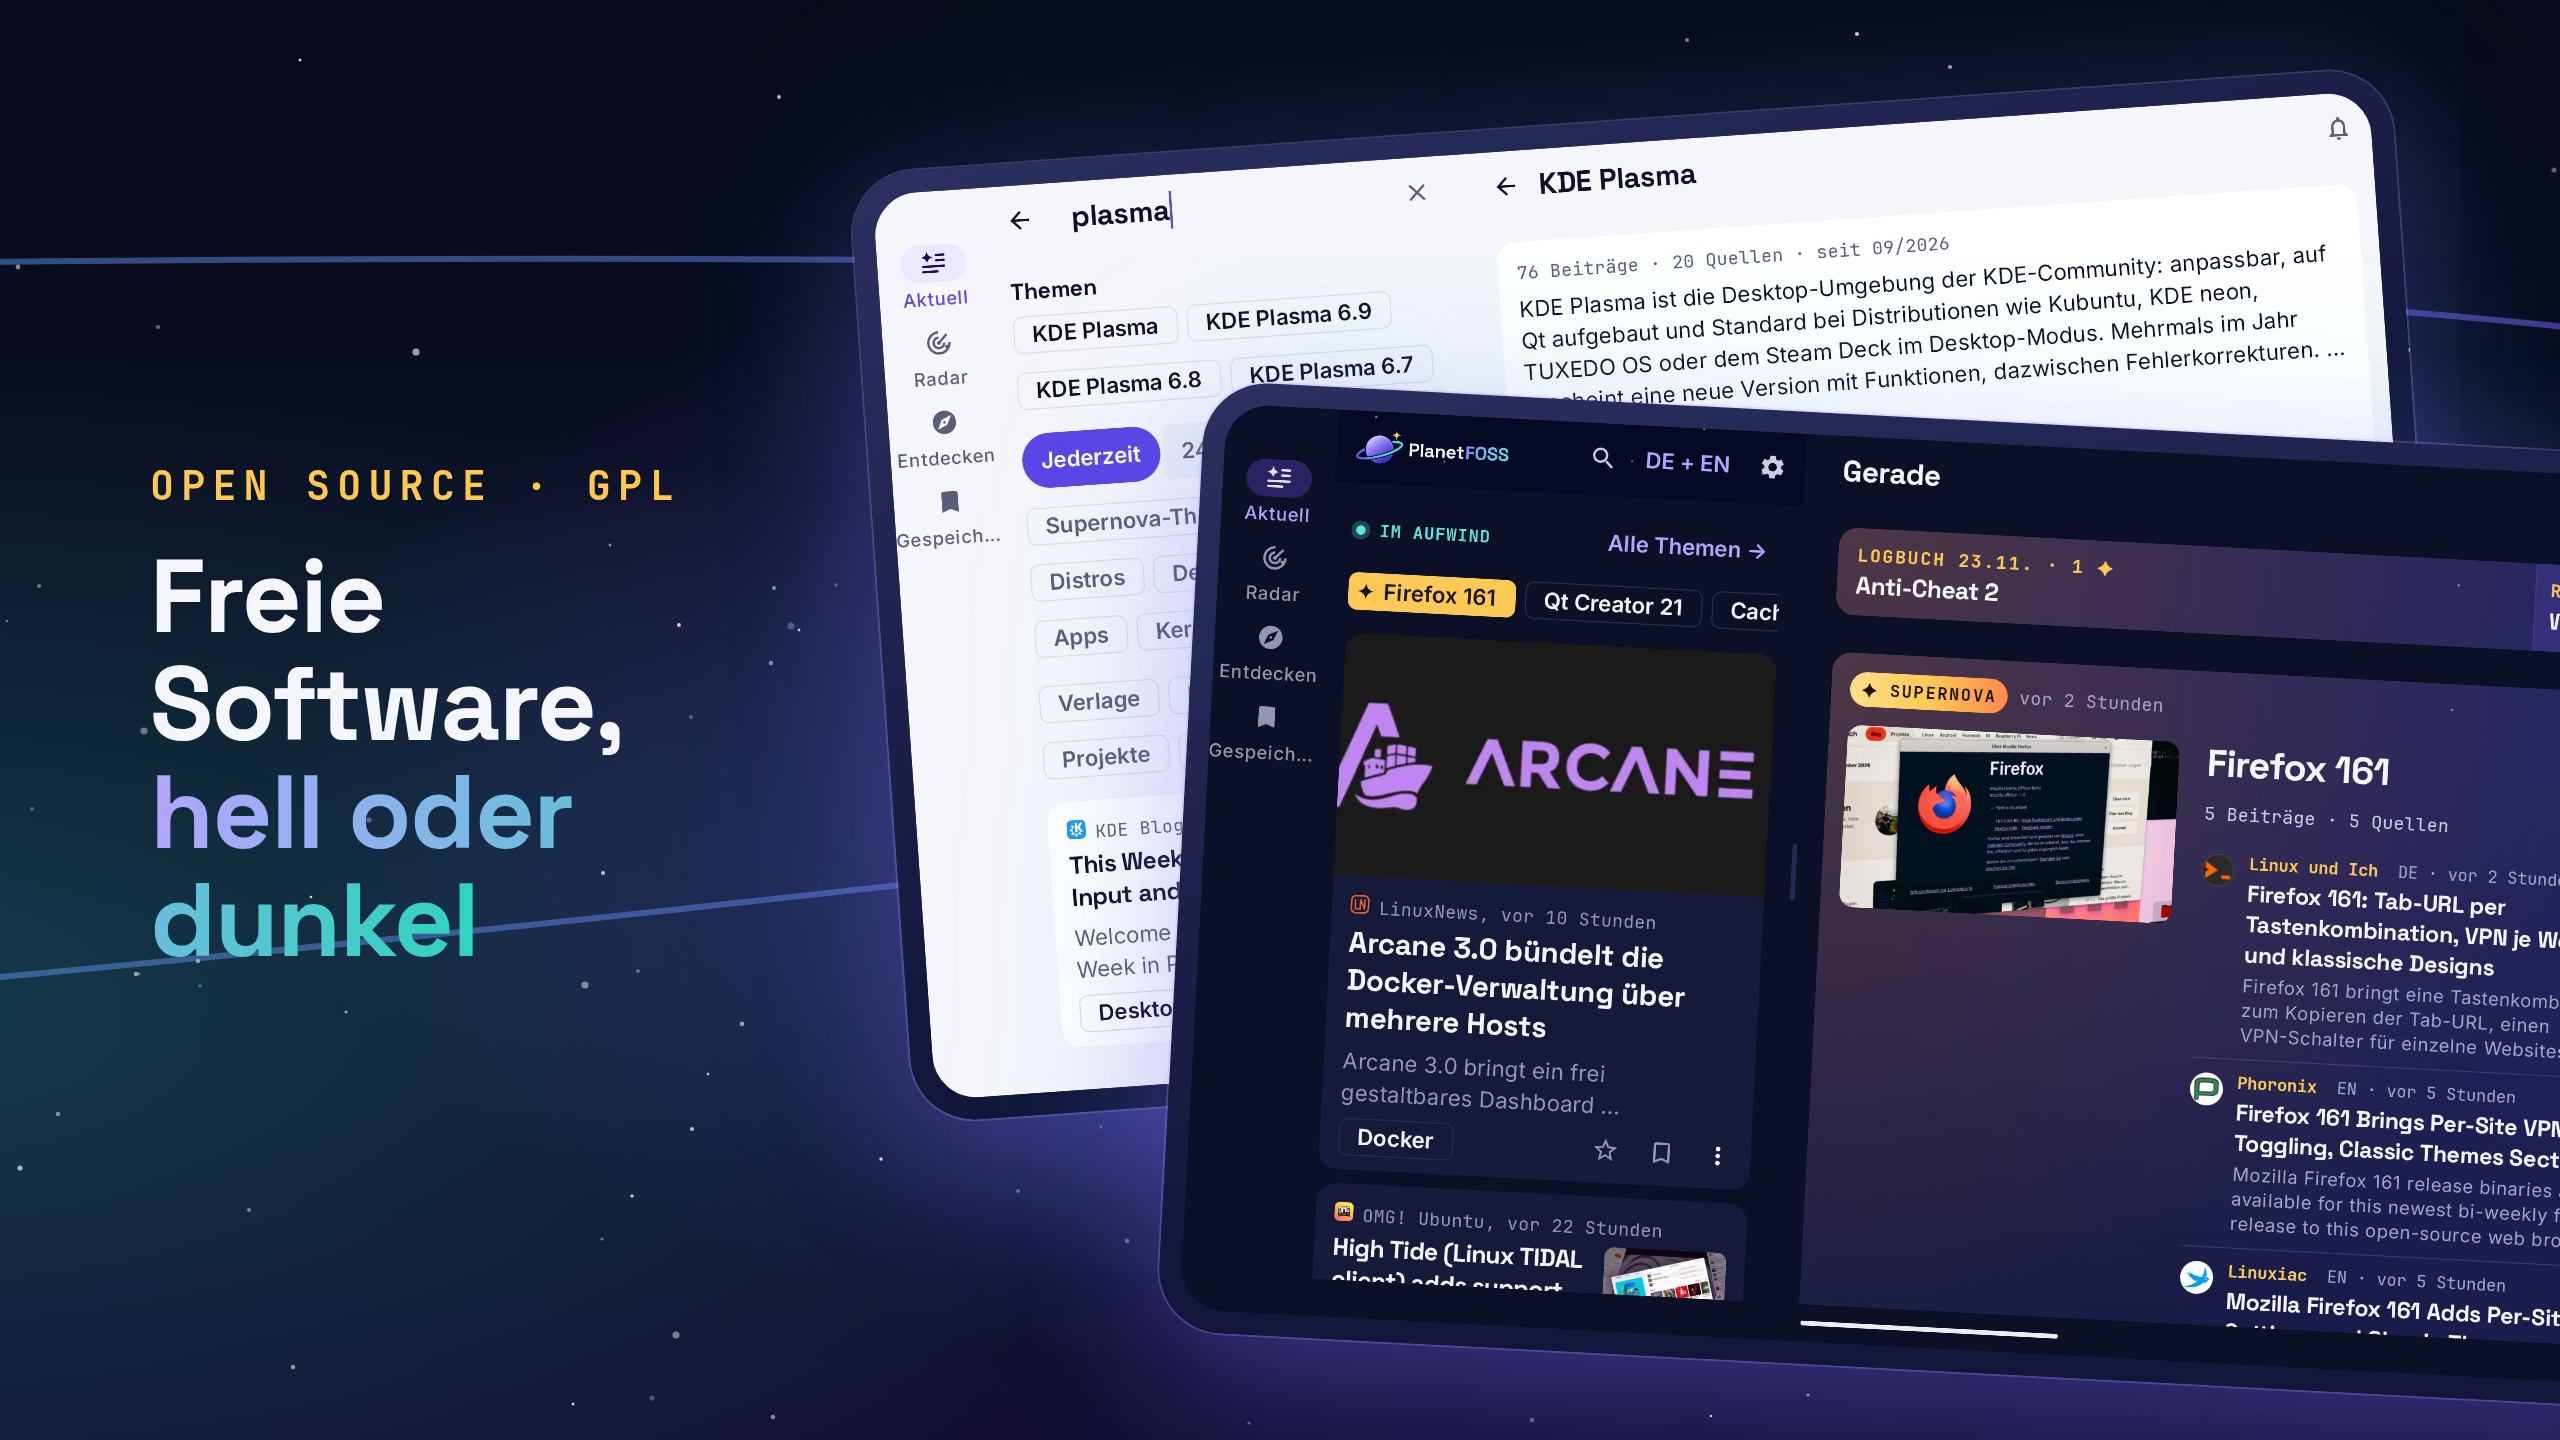 OPEN SOURCE · GPL
Freie
Software,
hell oder
dunkel
plasma
Aktuell
Radar
Entdecken
Gespeich...
Themen
KDE Plasma
KDE Plasma 6.9
KDE Plasma 6.8
KDE Plasma 6.7
Jederzeit
Distros
Apps
Verlage
Projekte
KDE Blog
This Week
Input and
Welcome
Week in
KDE Plasma
76 Beiträge · 20 Quellen · seit 09/2026
KDE Plasma ist die Desktop-Umgebung der KDE-Community: anpassbar, auf
Qt aufgebaut und Standard bei Distributionen wie Kubuntu, KDE neon,
TUXEDO OS oder dem Steam Deck im Desktop-Modus. Mehrmals im Jahr
eine neue Version mit Funktionen, dazwischen Fehlerkorrekturen. ...
PlanetFOSS
DE + EN
Aktuell
Radar
Entdecken
Gespeich...
IM AUFWIND
Alle Themen →
✦ Firefox 161
Qt Creator 21
ARCANE
LinuxNews, vor 10 Stunden
Arcane 3.0 bündelt die
Docker-Verwaltung über
mehrere Hosts
Arcane 3.0 bringt ein frei
gestaltbares Dashboard ...
Docker
OMG! Ubuntu, vor 22 Stunden
High Tide (Linux TIDAL
client) adds support
Gerade
LOGBUCH 23.11. · 1 ✦
Anti-Cheat 2
✦ SUPERNOVA
vor 2 Stunden
Firefox
Firefox 161
5 Beiträge · 5 Quellen
Linux und Ich DE · vor 2
Firefox 161: Tab-URL per
Tastenkombination, VPN je
und klassische Designs
Firefox 161 bringt eine
zum Kopieren der Tab-URL, einen
VPN-Schalter für einzelne Websites
Phoronix EN · vor 5 Stunden
Firefox 161 Brings Per-Site VPN
Toggling, Classic Themes
Mozilla Firefox 161 release binaries
available for this newest bi-weekly
release to this open-source web
Linuxiac EN · vor 5 Stunden
Mozilla Firefox 161 Adds